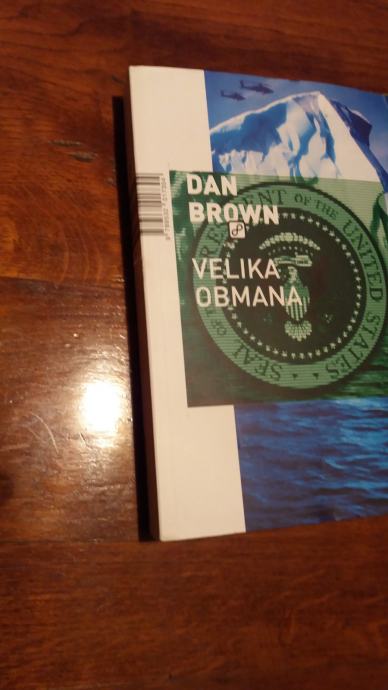 DAN
BROWN
VELIKA
OBMANA
SEAL OF THE PRESIDENT OF THE UNITED STATES